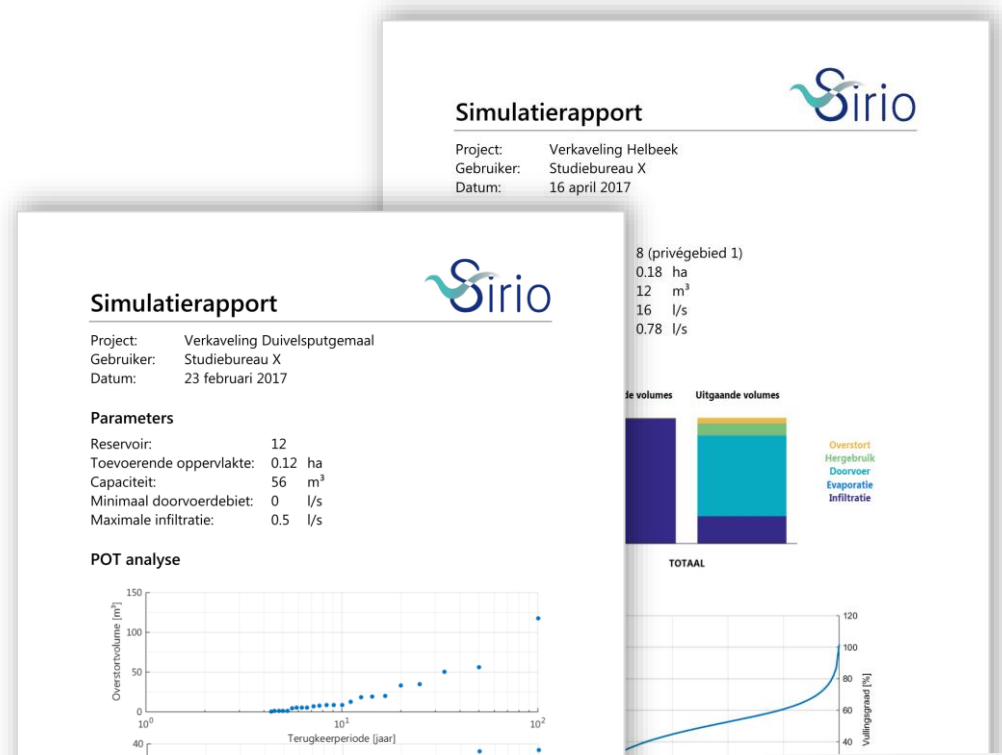 Sirio
Simulatierapport
Project: Verkaveling Helbeek
Gebruiker: Studiebureau X
Datum: 16 april 2017
8 (privégebied 1)
0.18 ha
12 m³
16 l/s
0.78 l/s
de volumes Uitgaande volumes
Overstort
Hergebruik
Doorvoer
Evaporatie
Infiltratie
TOTAAL
120
100
80
60
40
Vullingsgraad [%]
Sirio
Simulatierapport
Project: Verkaveling Duivelsputgemaal
Gebruiker: Studiebureau X
Datum: 23 februari 2017
Parameters
Reservoir: 12
Toevoerende oppervlakte: 0.12 ha
Capaciteit: 56 m³
Minimaal doorvoerdebiet: 0 l/s
Maximale infiltratie: 0.5 l/s
POT analyse
150
100
50
0
Overstortvolume [m³]
10⁰ 10¹ 10²
Terugkeerperiode [jaar]
40